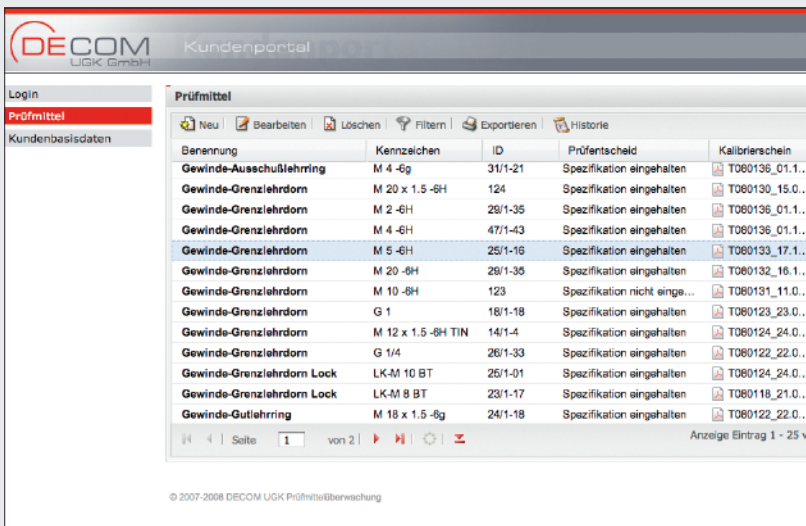 DECOM
UGK GmbH
Kundenportal
Login
Prüfmittel
Kundenbasisdaten
Prüfmittel
Neu Bearbeiten Löschen Filtern Exportieren Historie
Benennung Kennzeichen ID Prüfentscheid Kalibrierschein
Gewinde-Ausschußlehrring M 4 -6g 31/1-21 Spezifikation eingehalten T080136_01.1...
Gewinde-Grenzlehrdorn M 20 x 1.5 -6H 124 Spezifikation eingehalten T080130_15.0...
Gewinde-Grenzlehrdorn M 2 -6H 29/1-35 Spezifikation eingehalten T080136_01.1...
Gewinde-Grenzlehrdorn M 4 -6H 47/1-43 Spezifikation eingehalten T080136_01.1...
Gewinde-Grenzlehrdorn M 5 -6H 25/1-16 Spezifikation eingehalten T080133_17.1...
Gewinde-Grenzlehrdorn M 20 -6H 29/1-35 Spezifikation eingehalten T080132_16.1...
Gewinde-Grenzlehrdorn M 10 -6H 123 Spezifikation nicht einge... T080131_11.0...
Gewinde-Grenzlehrdorn G 1 18/1-18 Spezifikation eingehalten T080123_23.0...
Gewinde-Grenzlehrdorn M 12 x 1.5 -6H TIN 14/1-4 Spezifikation eingehalten T080124_24.0...
Gewinde-Grenzlehrdorn G 1/4 26/1-33 Spezifikation eingehalten T080122_22.0...
Gewinde-Grenzlehrdorn Lock LK-M 10 BT 25/1-01 Spezifikation eingehalten T080124_24.0...
Gewinde-Grenzlehrdorn Lock LK-M 8 BT 23/1-17 Spezifikation eingehalten T080118_21.0...
Gewinde-Gutlehrring M 18 x 1.5 -6g 24/1-18 Spezifikation eingehalten T080122_22.0...
Seite 1 von 2 Anzeige Eintrag 1 - 25 v
© 2007-2008 DECOM UGK Prüfmittelüberwachung